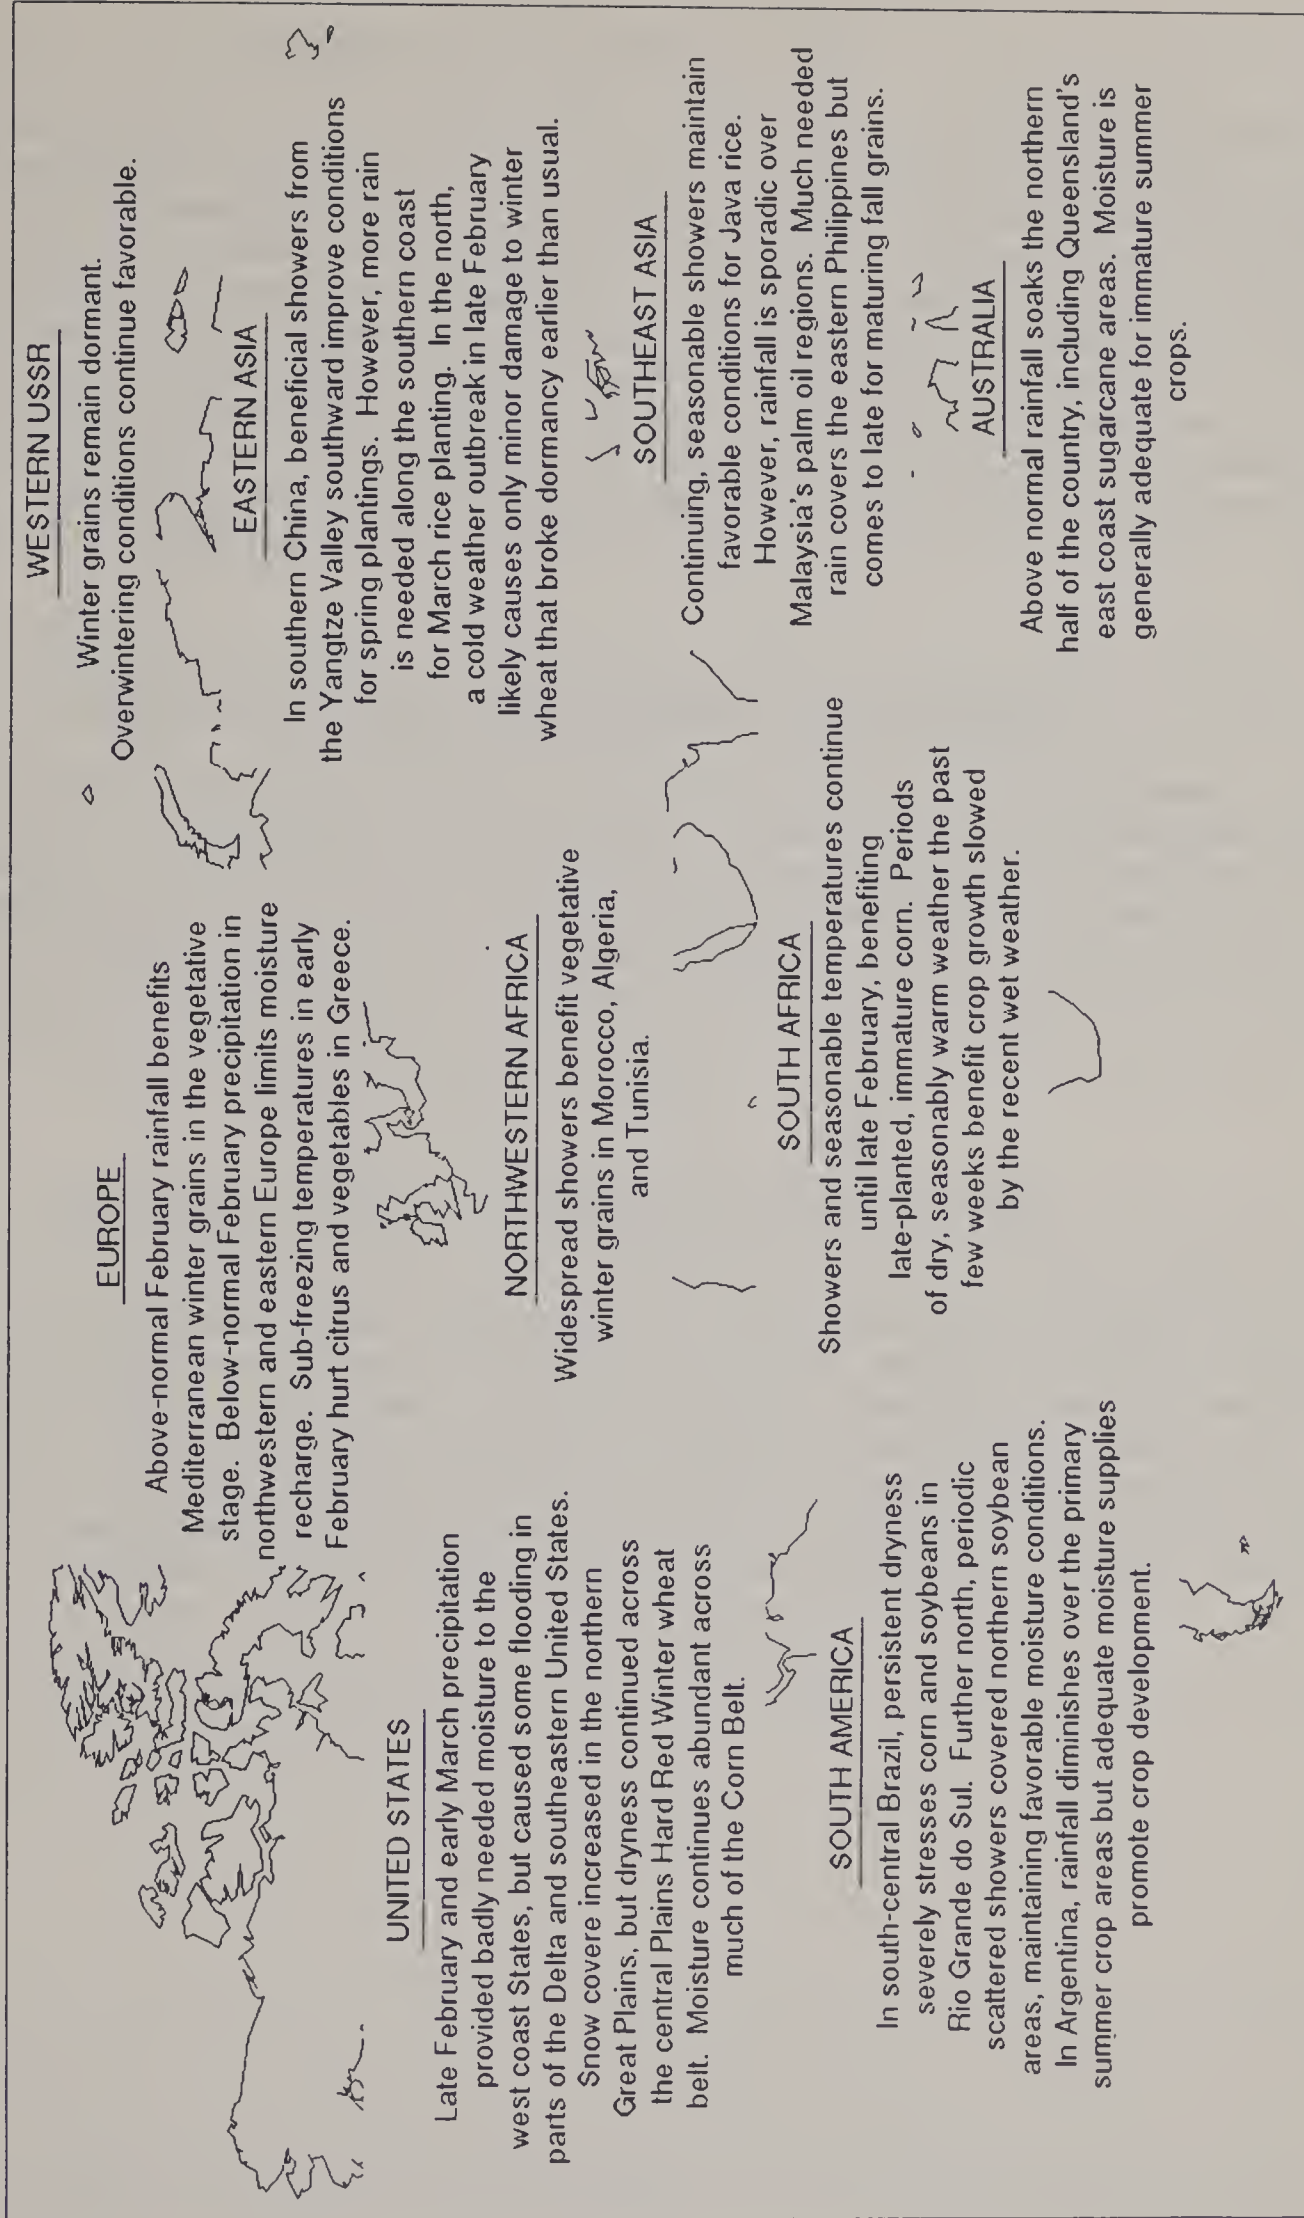 UNITED STATES
Late February and early March precipitation
provided badly needed moisture to the
west coast States, but caused some flooding in
parts of the Delta and southeastern United States.
Snow covere increased in the northern
Great Plains, but dryness continued across
the central Plains Hard Red Winter wheat
belt. Moisture continues abundant across
much of the Corn Belt.
SOUTH AMERICA
In south-central Brazil, persistent dryness
severely stresses corn and soybeans in
Rio Grande do Sul. Further north, periodic
scattered showers covered northern soybean
areas, maintaining favorable moisture conditions.
In Argentina, rainfall diminishes over the primary
summer crop areas but adequate moisture supplies
promote crop development.
EUROPE
Above-normal February rainfall benefits
Mediterranean winter grains in the vegetative
stage. Below-normal February precipitation in
northwestern and eastern Europe limits moisture
recharge. Sub-freezing temperatures in early
February hurt citrus and vegetables in Greece.
NORTHWESTERN AFRICA
Widespread showers benefit vegetative
winter grains in Morocco, Algeria,
and Tunisia.
SOUTH AFRICA
Showers and seasonable temperatures continue
until late February, benefiting
late-planted, immature corn. Periods
of dry, seasonably warm weather the past
few weeks benefit crop growth slowed
by the recent wet weather.
WESTERN USSR
Winter grains remain dormant.
Overwintering conditions continue favorable.
EASTERN ASIA
In southern China, beneficial showers from
the Yangtze Valley southward improve conditions
for spring plantings. However, more rain
is needed along the southern coast
for March rice planting. In the north,
a cold weather outbreak in late February
likely causes only minor damage to winter
wheat that broke dormancy earlier than usual.
SOUTHEAST ASIA
Continuing, seasonable showers maintain
favorable conditions for Java rice.
However, rainfall is sporadic over
Malaysia's palm oil regions. Much needed
rain covers the eastern Philippines but
comes to late for maturing fall grains.
AUSTRALIA
Above normal rainfall soaks the northern
half of the country, including Queensland's
east coast sugarcane areas. Moisture is
generally adequate for immature summer
crops.